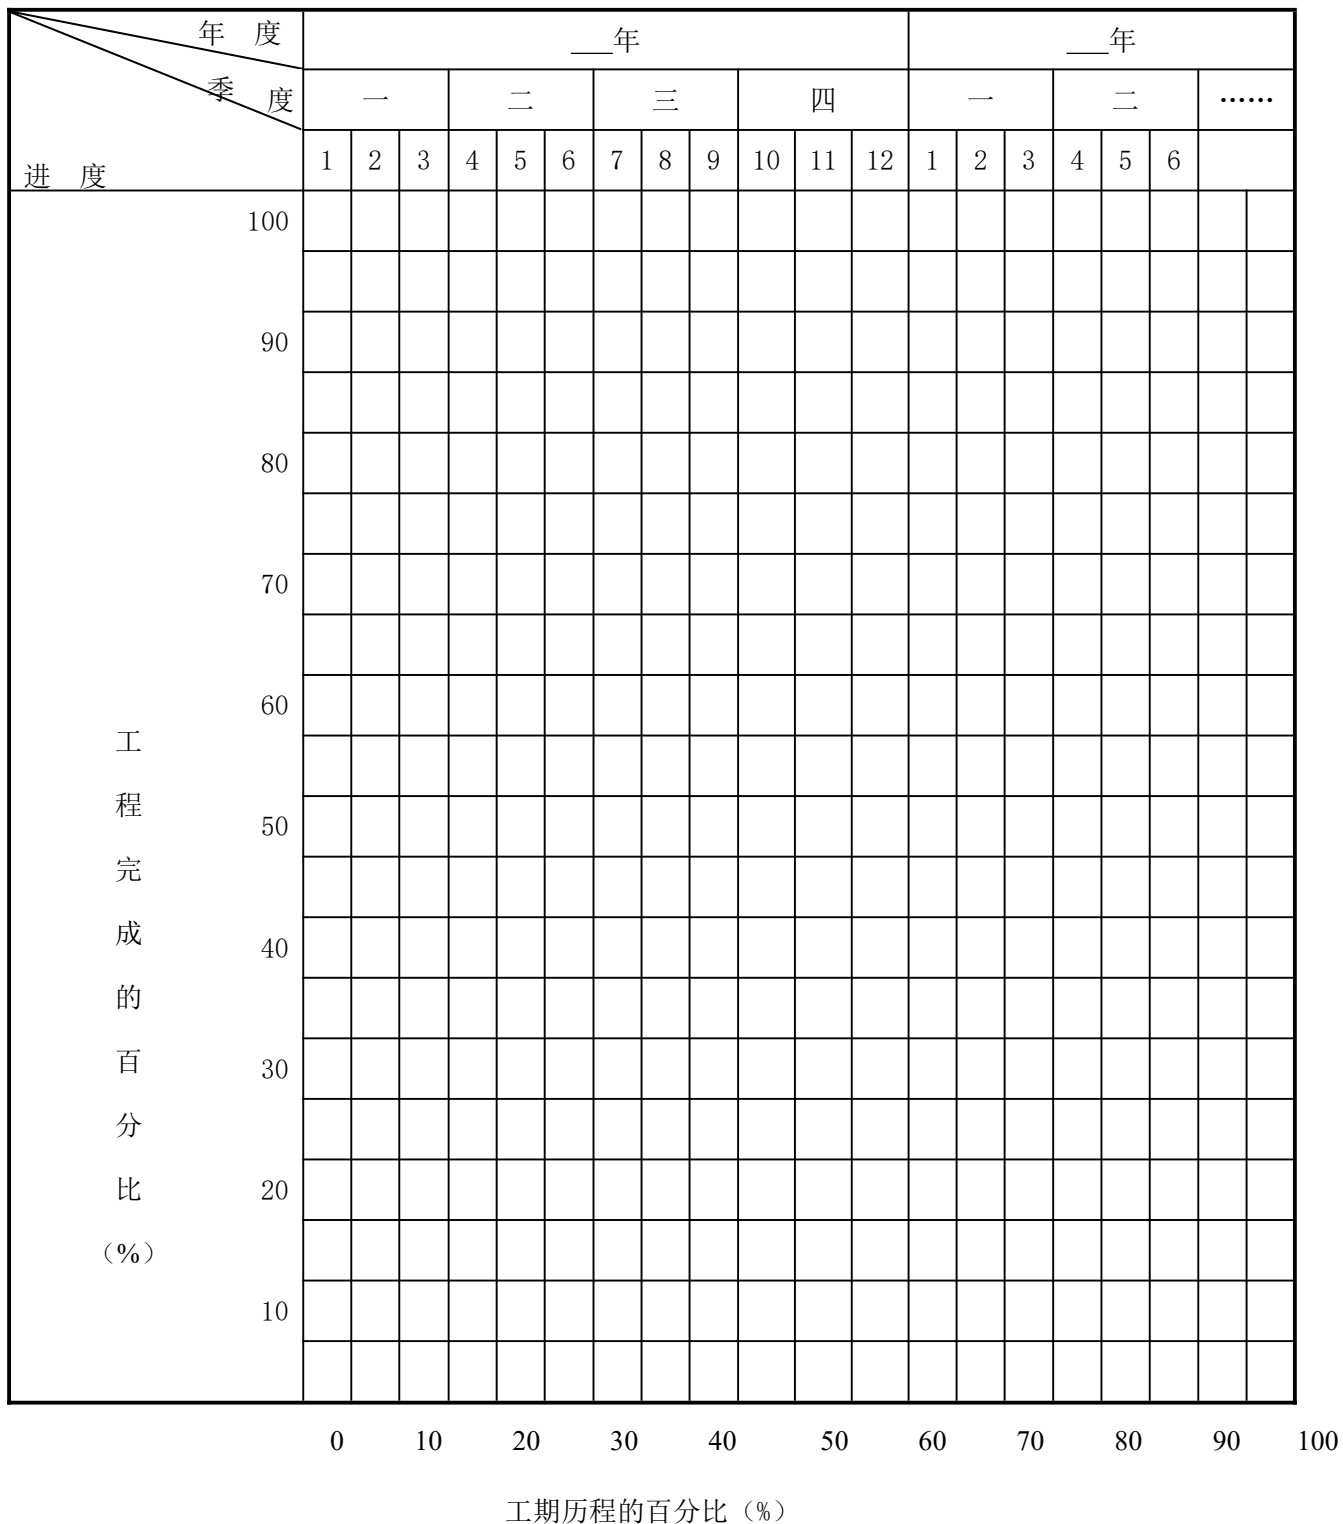 年 度 ___年 ___年
季 度 一 二 三 四 一 二 ……
进 度 1 2 3 4 5 6 7 8 9 10 11 12 1 2 3 4 5 6
100
90
80
70
60
50
40
30
20
10
工
程
完
成
的
百
分
比
（%）
0 10 20 30 40 50 60 70 80 90 100
工期历程的百分比（%）